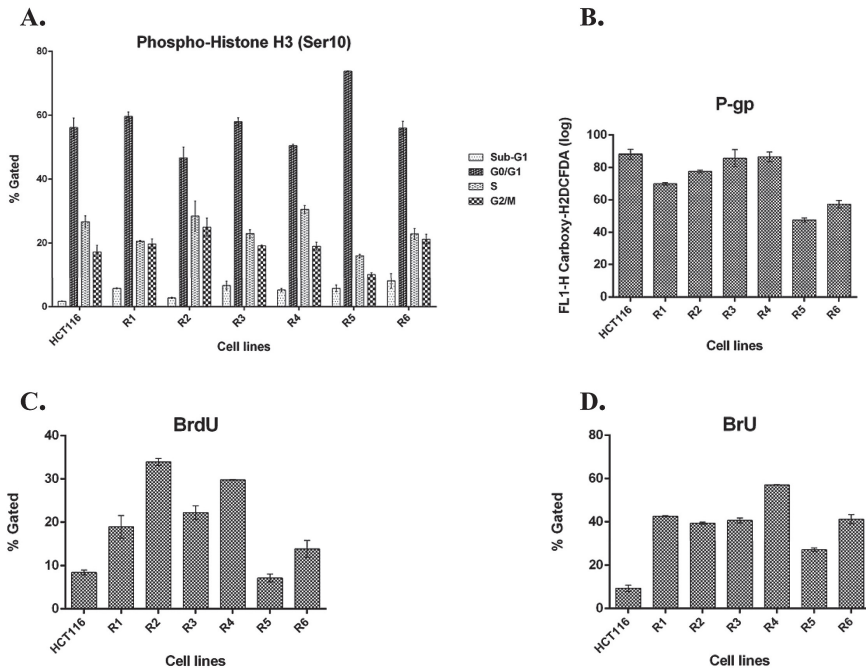 A.
Phospho-Histone H3 (Ser10)
80
60
40
20
0
% Gated
HCT116
R1
R2
R3
R4
R5
R6
Cell lines
Sub-G1
G0/G1
S
G2/M
B.
P-gp
100
80
60
40
20
0
FL1-H Carboxy-H2DCFDA (log)
HCT116
R1
R2
R3
R4
R5
R6
Cell lines
C.
BrdU
40
30
20
10
0
% Gated
HCT116
R1
R2
R3
R4
R5
R6
Cell lines
D.
BrU
80
60
40
20
0
% Gated
HCT116
R1
R2
R3
R4
R5
R6
Cell lines